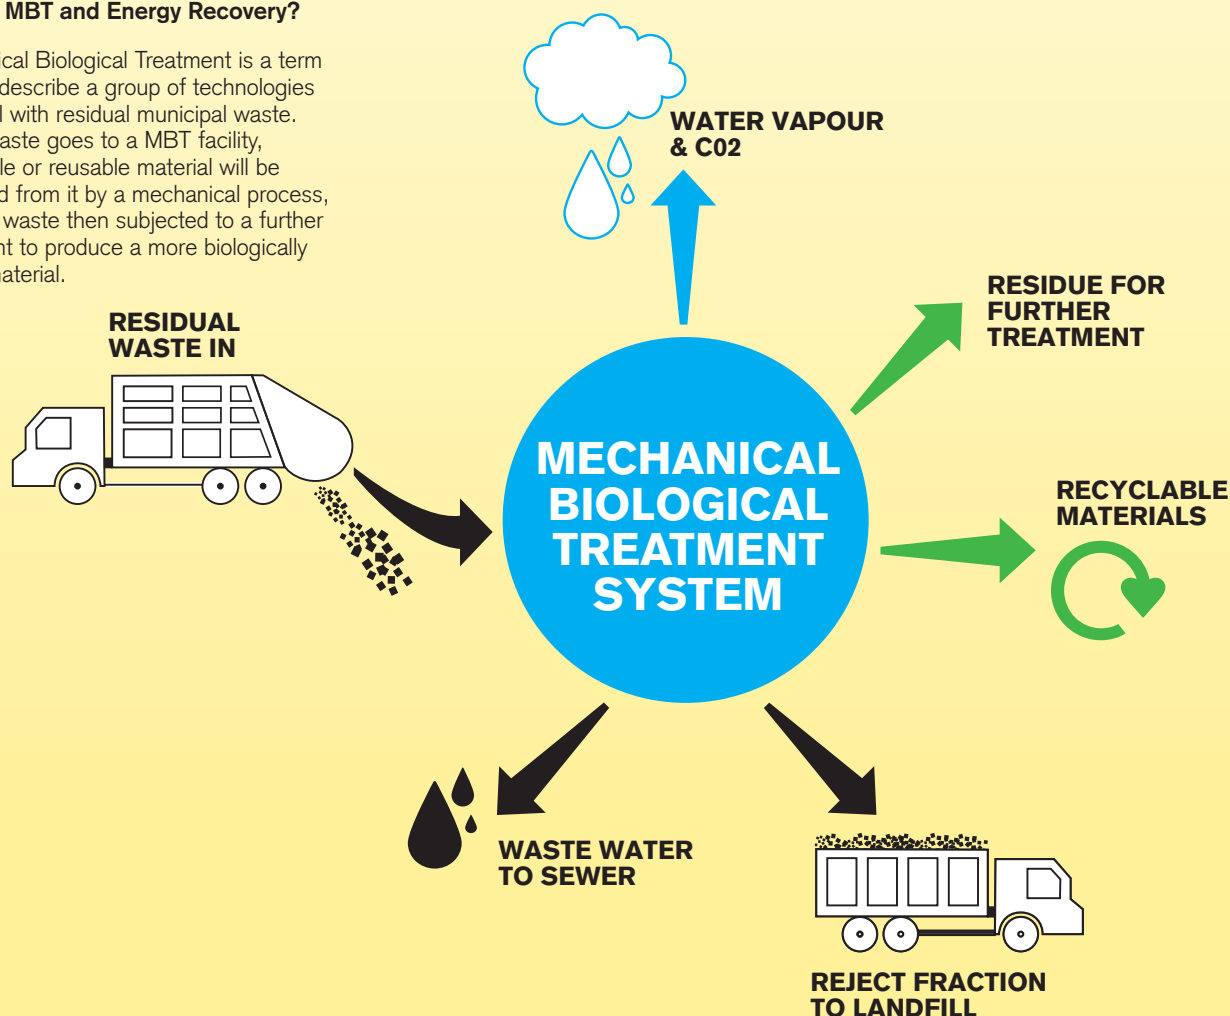 MBT and Energy Recovery?
ical Biological Treatment is a term
describe a group of technologies
l with residual municipal waste.
aste goes to a MBT facility,
le or reusable material will be
d from it by a mechanical process,
waste then subjected to a further
nt to produce a more biologically
naterial.
WATER VAPOUR
& C02
RESIDUE FOR
FURTHER
TREATMENT
RESIDUAL
WASTE IN
MECHANICAL
BIOLOGICAL
TREATMENT
SYSTEM
RECYCLABLE
MATERIALS
WASTE WATER
TO SEWER
REJECT FRACTION
TO LANDFILL